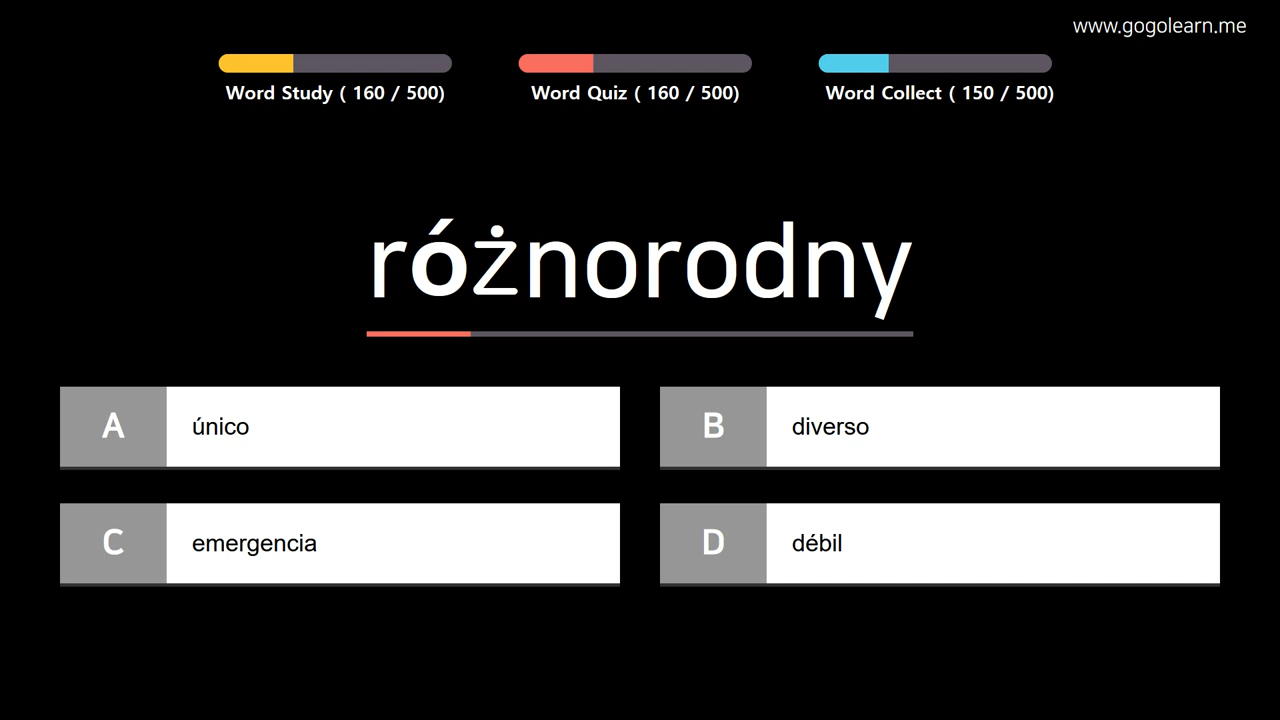 www.gogolearn.me
Word Study ( 160 / 500)
Word Quiz ( 160 / 500)
Word Collect ( 150 / 500)
różnorodny
A único
B diverso
C emergencia
D débil